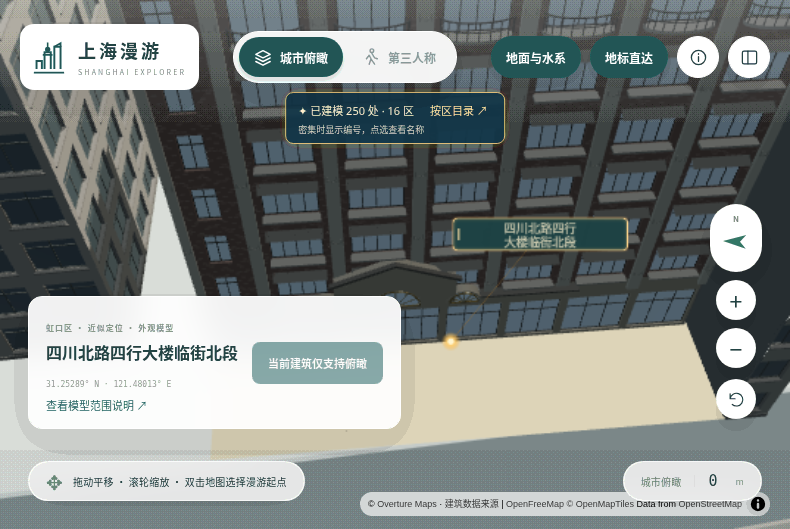 上海漫游
SHANGHAI EXPLORER
城市俯瞰
第三人称
地面与水系
地标直达
✦ 已建模 250 处 · 16 区 按区目录 ↗
密集时显示编号，点选查看名称
四川北路四行
大楼临街北段
N
虹口区 · 近似定位 · 外观模型
四川北路四行大楼临街北段
当前建筑仅支持俯瞰
31.25289° N · 121.48013° E
查看模型范围说明 ↗
拖动平移 · 滚轮缩放 · 双击地图选择漫游起点
城市俯瞰 0 m
© Overture Maps · 建筑数据来源 | OpenFreeMap © OpenMapTiles Data from OpenStreetMap